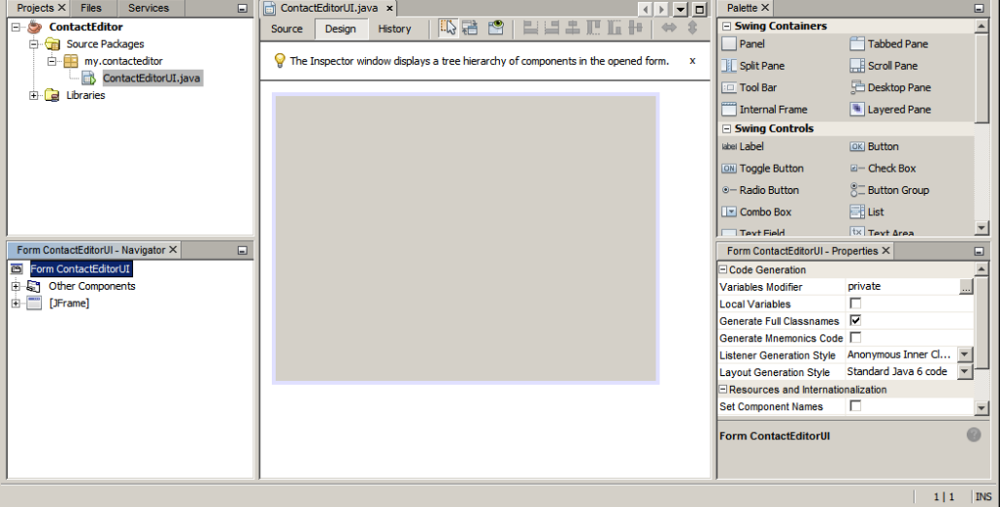 Projects X Files Services
ContactEditor
Source Packages
my.contacteditor
ContactEditorUI.java
Libraries
ContactEditorUI.java x
Source Design History
The Inspector window displays a tree hierarchy of components in the opened form. x
Palette X
Swing Containers
Panel Tabbed Pane
Split Pane Scroll Pane
Tool Bar Desktop Pane
Internal Frame Layered Pane
Swing Controls
label Label OK Button
ON Toggle Button Check Box
Radio Button Button Group
Combo Box List
Text Field tx Text Area
Form ContactEditorUI - Navigator X
Form ContactEditorUI
Other Components
[JFrame]
Form ContactEditorUI - Properties X
Code Generation
Variables Modifier private ...
Local Variables
Generate Full Classnames
Generate Mnemonics Code
Listener Generation Style Anonymous Inner Cl...
Layout Generation Style Standard Java 6 code
Resources and Internationalization
Set Component Names
Form ContactEditorUI ?
1 | 1 INS